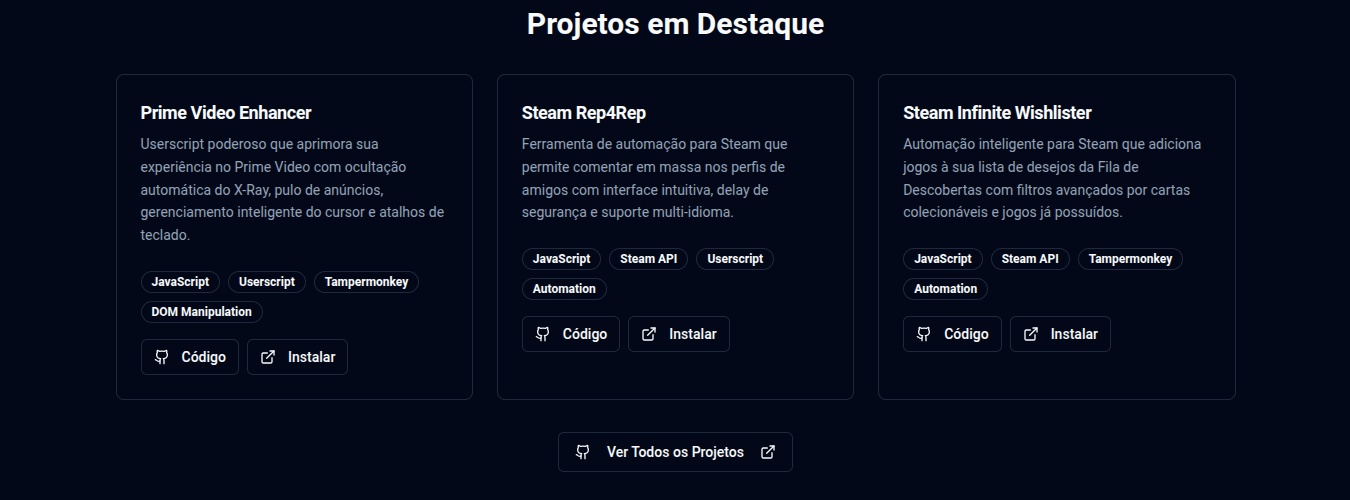 Projetos em Destaque
Prime Video Enhancer
Userscript poderoso que aprimora sua
experiência no Prime Video com ocultação
automática do X-Ray, pulo de anúncios,
gerenciamento inteligente do cursor e atalhos de
teclado.
JavaScript Userscript Tampermonkey
DOM Manipulation
Código Instalar
Steam Rep4Rep
Ferramenta de automação para Steam que
permite comentar em massa nos perfis de
amigos com interface intuitiva, delay de
segurança e suporte multi-idioma.
JavaScript Steam API Userscript
Automation
Código Instalar
Steam Infinite Wishlister
Automação inteligente para Steam que adiciona
jogos à sua lista de desejos da Fila de
Descobertas com filtros avançados por cartas
colecionáveis e jogos já possuídos.
JavaScript Steam API Tampermonkey
Automation
Código Instalar
Ver Todos os Projetos